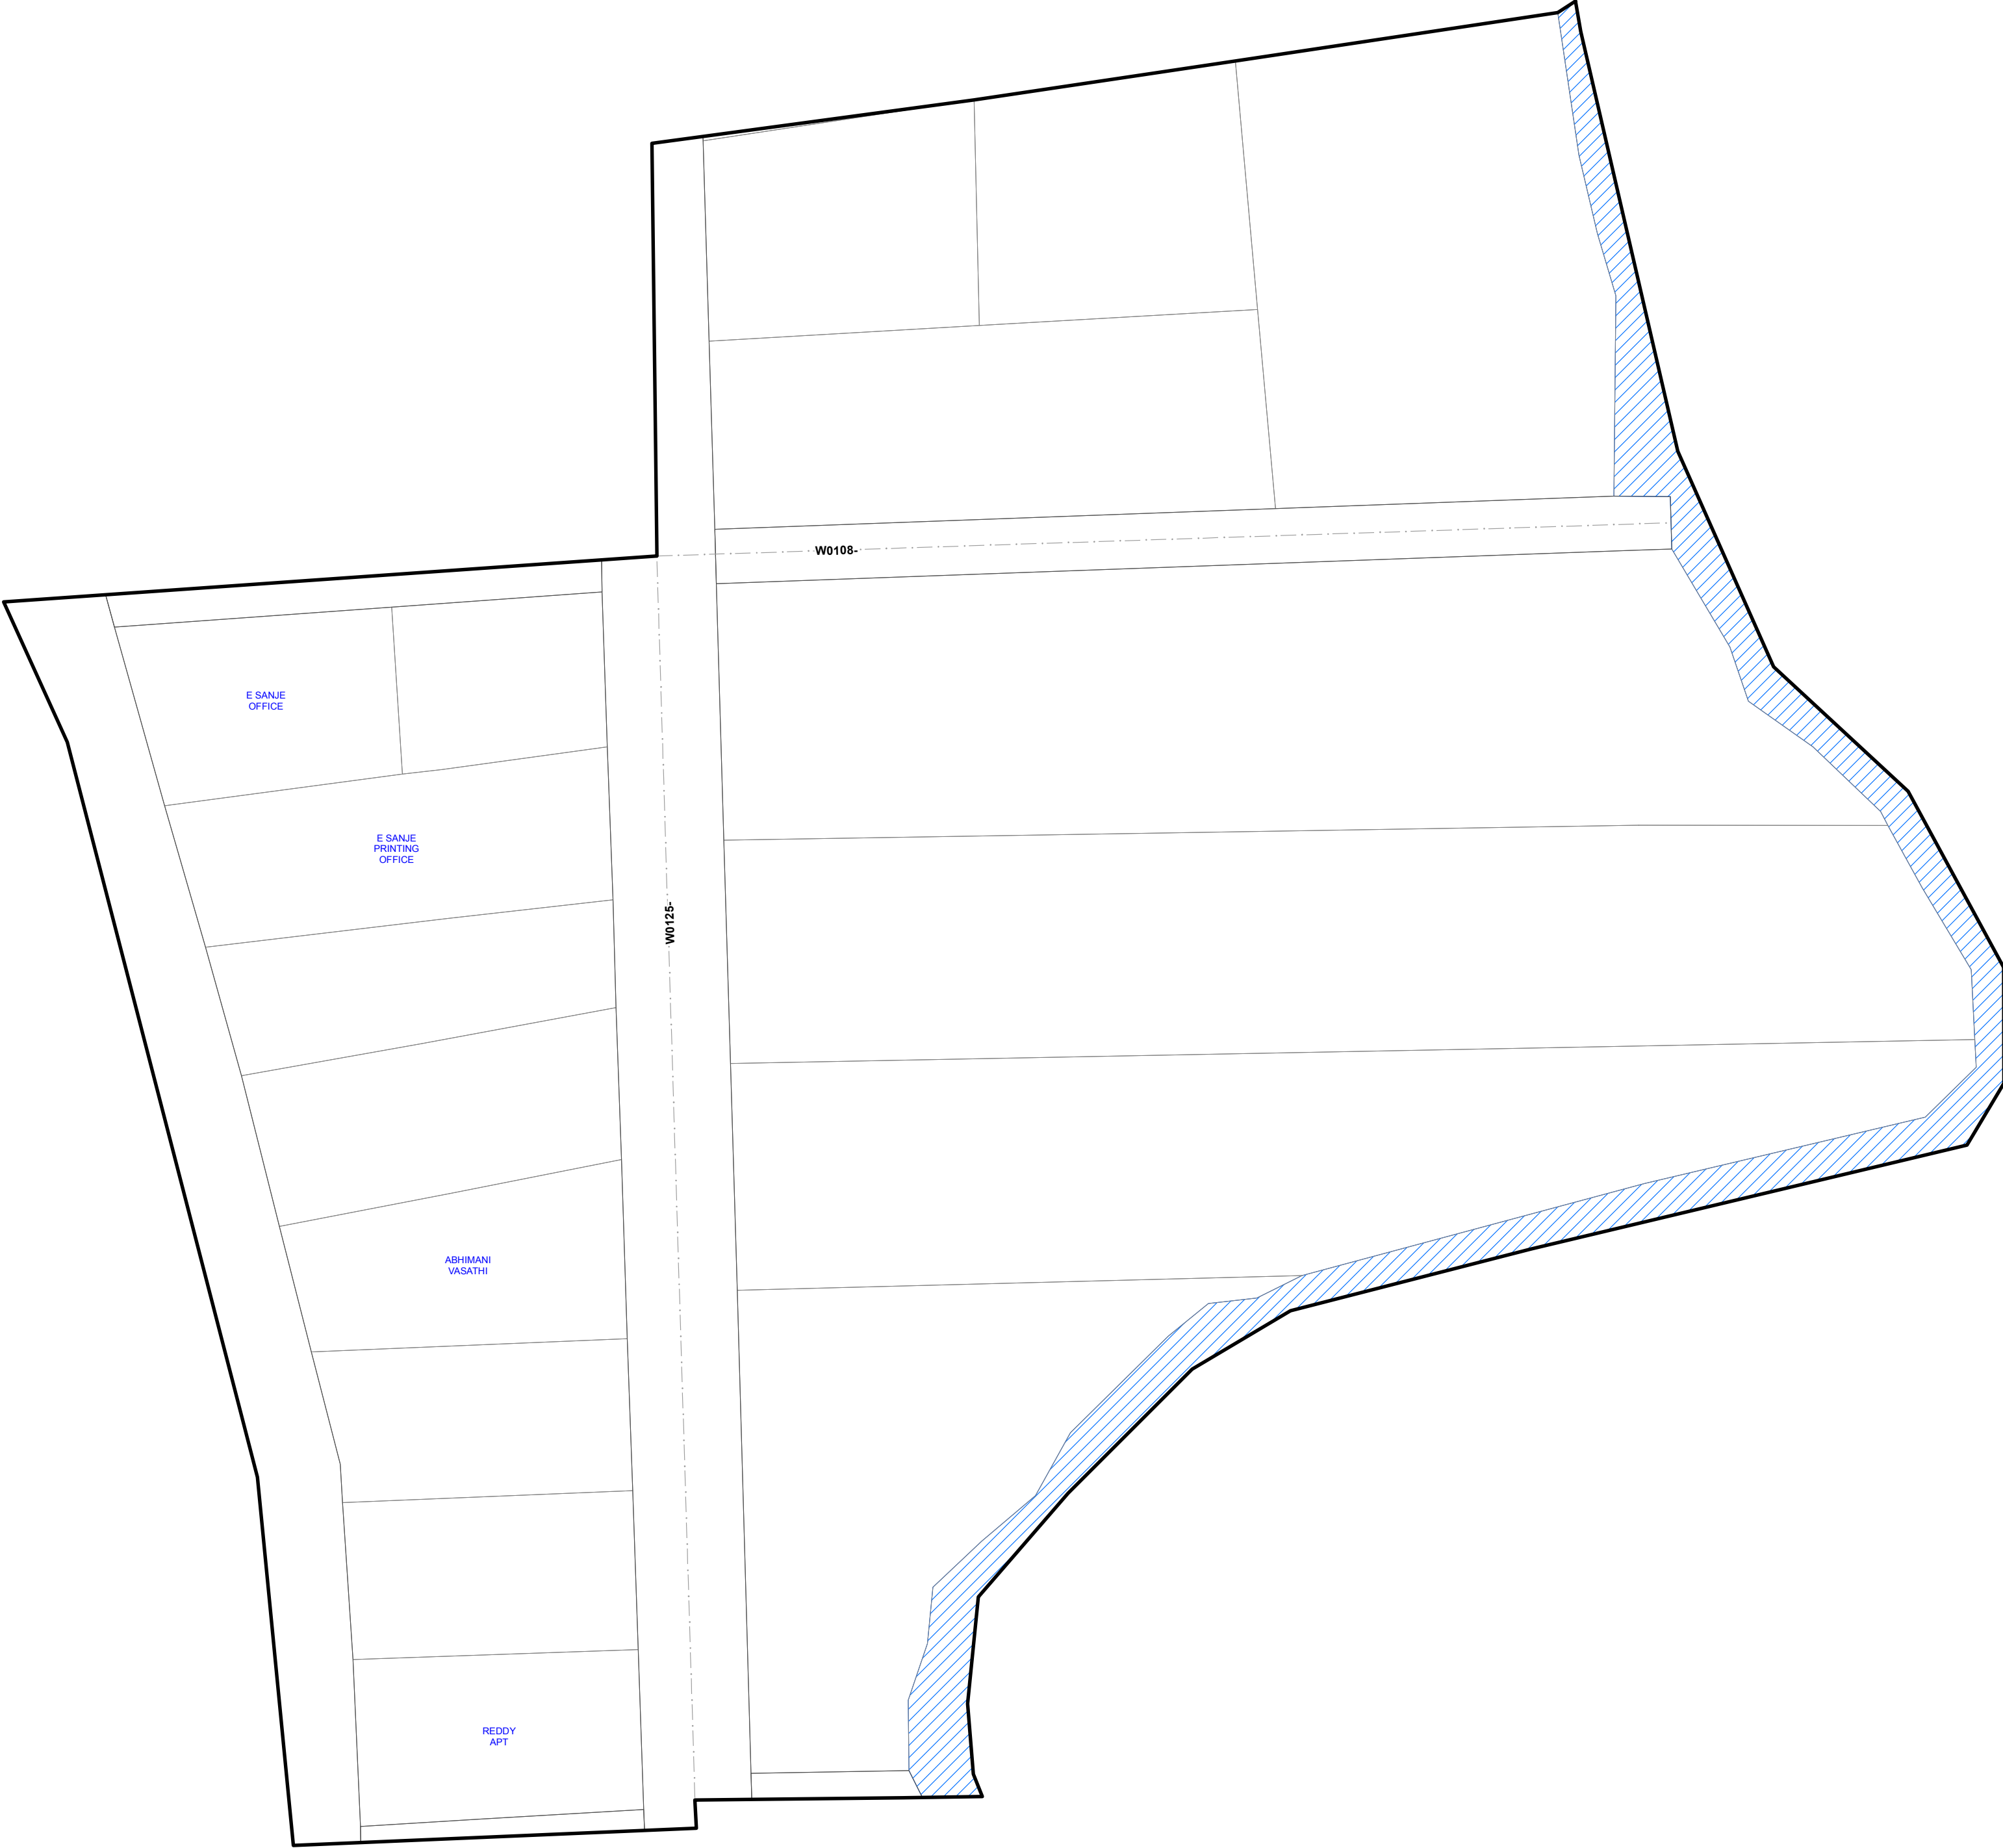 W0108-
E SANJE
OFFICE
E SANJE
PRINTING
OFFICE
W0125-
ABHIMANI
VASATHI
REDDY
APT